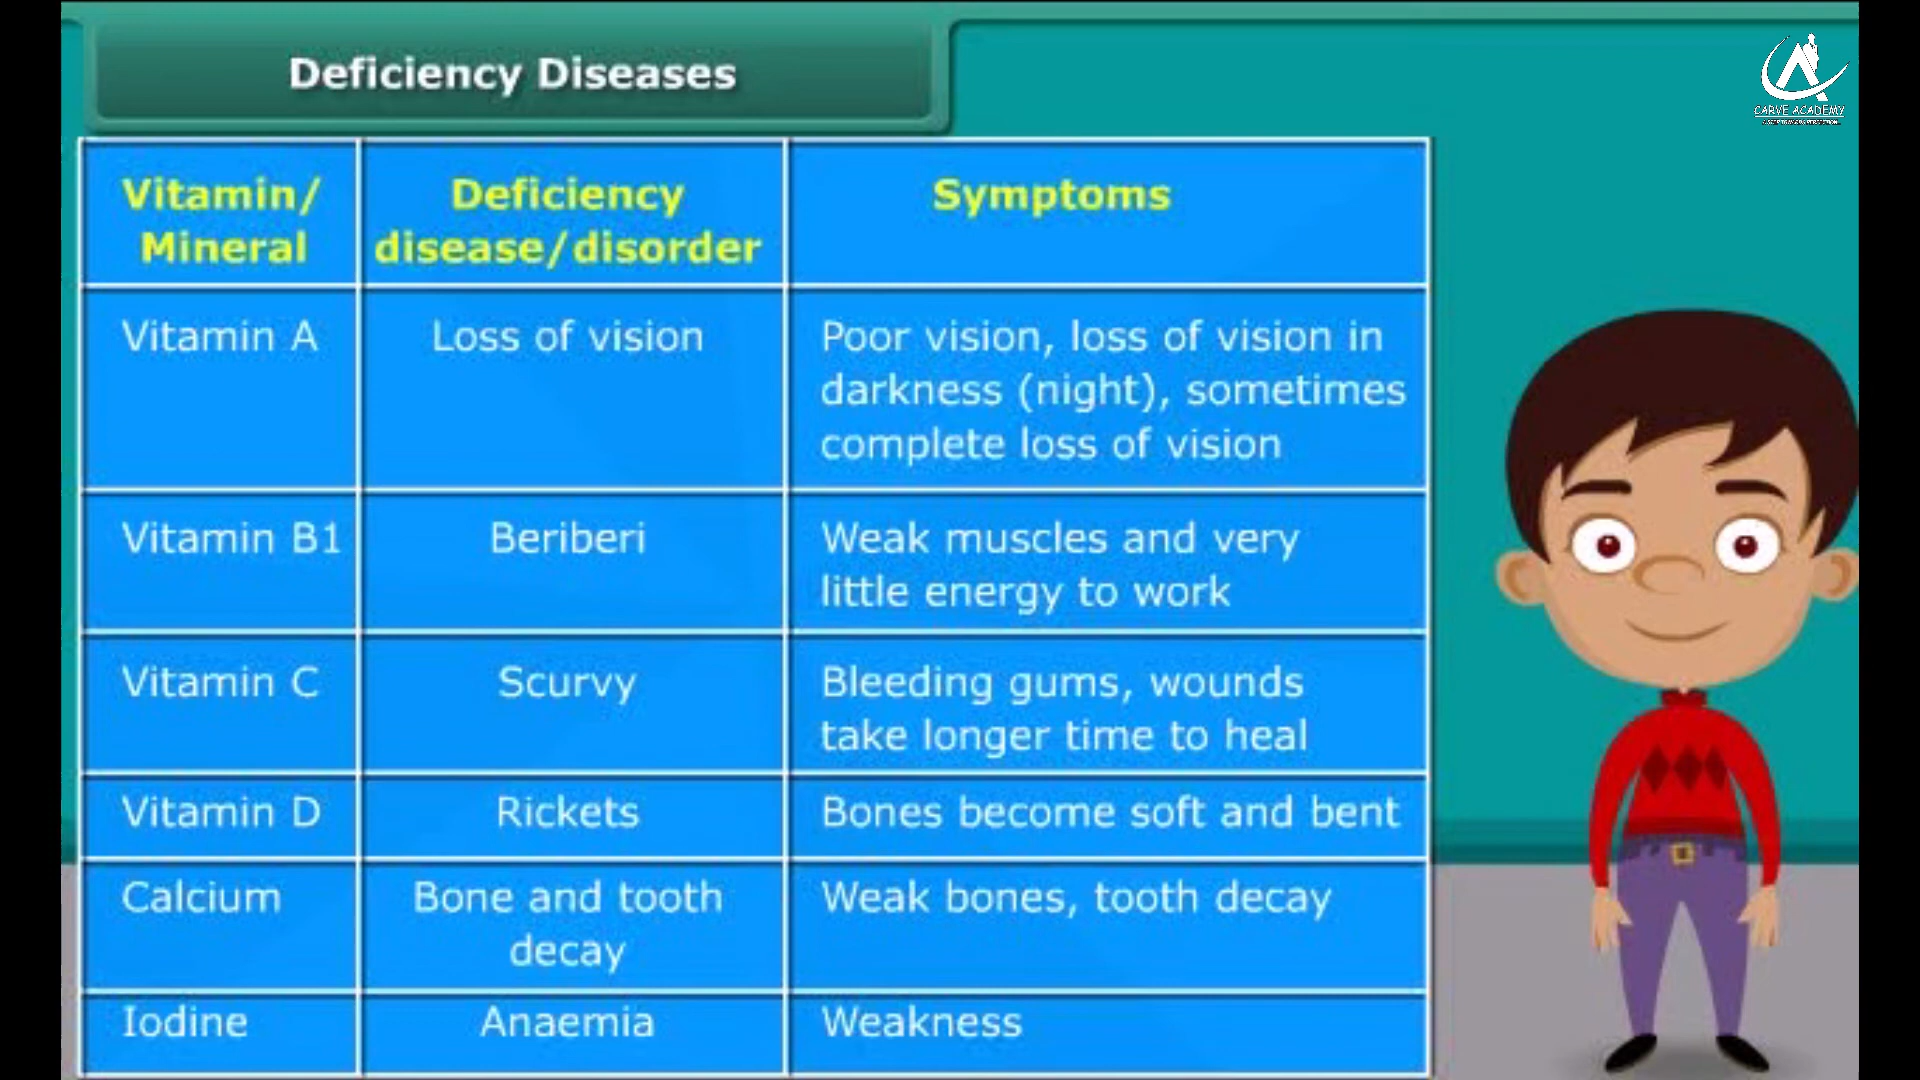 Deficiency Diseases
CARVE ACADEMY
Vitamin/
Mineral
Deficiency
disease/disorder
Symptoms
Vitamin A
Loss of vision
Poor vision, loss of vision in
darkness (night), sometimes
complete loss of vision
Vitamin B1
Beriberi
Weak muscles and very
little energy to work
Vitamin C
Scurvy
Bleeding gums, wounds
take longer time to heal
Vitamin D
Rickets
Bones become soft and bent
Calcium
Bone and tooth
decay
Weak bones, tooth decay
Iodine
Anaemia
Weakness